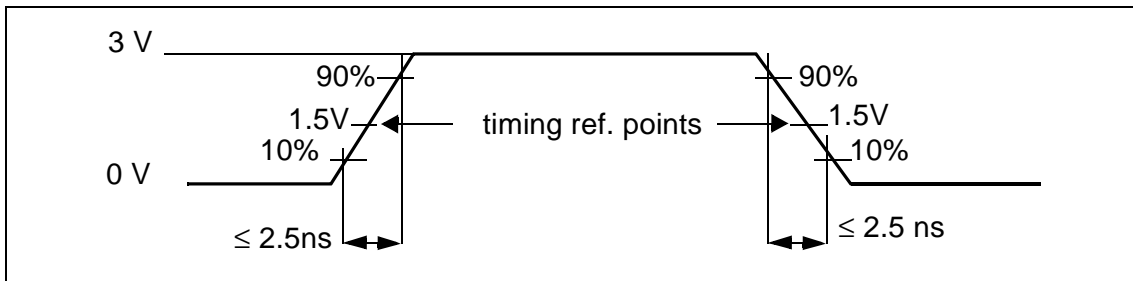 3 V
90%
90%
1.5V
timing ref. points
1.5V
10%
10%
0 V
≤ 2.5ns
≤ 2.5 ns